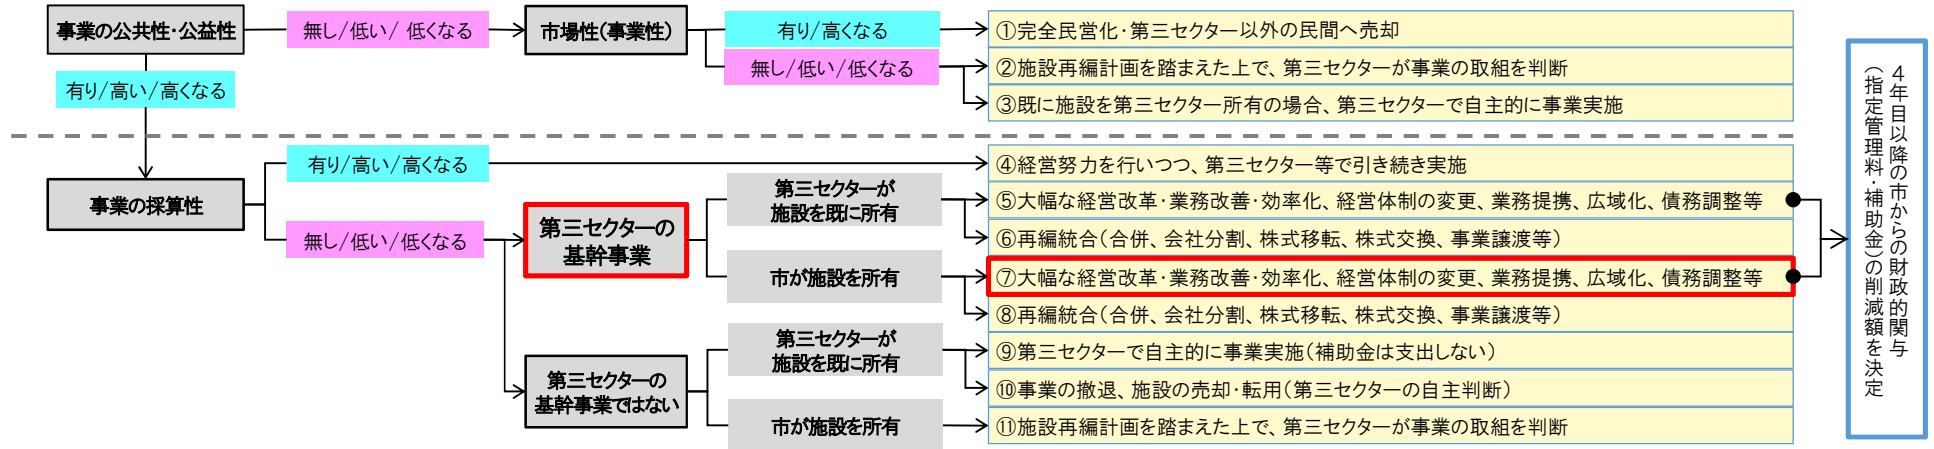 事業の公共性・公益性
無し/低い/ 低くなる
市場性(事業性)
有り/高くなる
①完全民営化・第三セクター以外の民間へ売却
無し/低い/低くなる
②施設再編計画を踏まえた上で、第三セクターが事業の取組を判断
③既に施設を第三セクター所有の場合、第三セクターで自主的に事業実施
有り/高い/高くなる
事業の採算性
有り/高い/高くなる
④経営努力を行いつつ、第三セクター等で引き続き実施
無し/低い/低くなる
第三セクターの
基幹事業
第三セクターが
施設を既に所有
⑤大幅な経営改革・業務改善・効率化、経営体制の変更、業務提携、広域化、債務調整等
⑥再編統合(合併、会社分割、株式移転、株式交換、事業譲渡等)
市が施設を所有
⑦大幅な経営改革・業務改善・効率化、経営体制の変更、業務提携、広域化、債務調整等
⑧再編統合(合併、会社分割、株式移転、株式交換、事業譲渡等)
第三セクターの
基幹事業ではない
第三セクターが
施設を既に所有
⑨第三セクターで自主的に事業実施(補助金は支出しない)
⑩事業の撤退、施設の売却・転用(第三セクターの自主判断)
市が施設を所有
⑪施設再編計画を踏まえた上で、第三セクターが事業の取組を判断
４年目以降の市からの財政的関与
(指定管理料・補助金)の削減額を決定